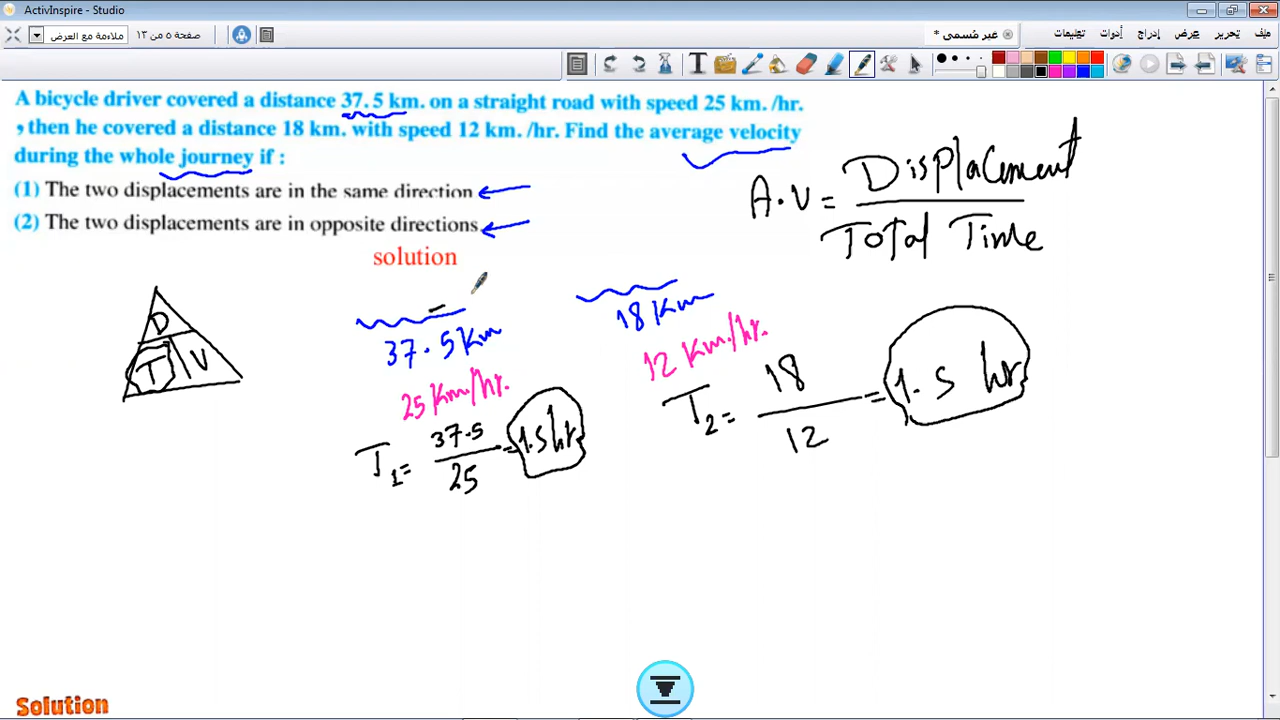 ActivInspire - Studio
ملف تحرير عرض إدراج أدوات تعليمات
غير مُسمى *
صفحة ٥ من ١٣
ملاءمة مع العرض
A bicycle driver covered a distance 37. 5 km. on a straight road with speed 25 km. /hr.
, then he covered a distance 18 km. with speed 12 km. /hr. Find the average velocity
during the whole journey if :
(1) The two displacements are in the same direction
(2) The two displacements are in opposite directions
solution
A.V = Displacement / Total Time
D
T V
37.5 Km
25 Km/hr.
T1 = 37.5 / 25 = 1.5 hr
18 Km
12 Km./hr.
T2 = 18 / 12 = 1.5 hr
Solution